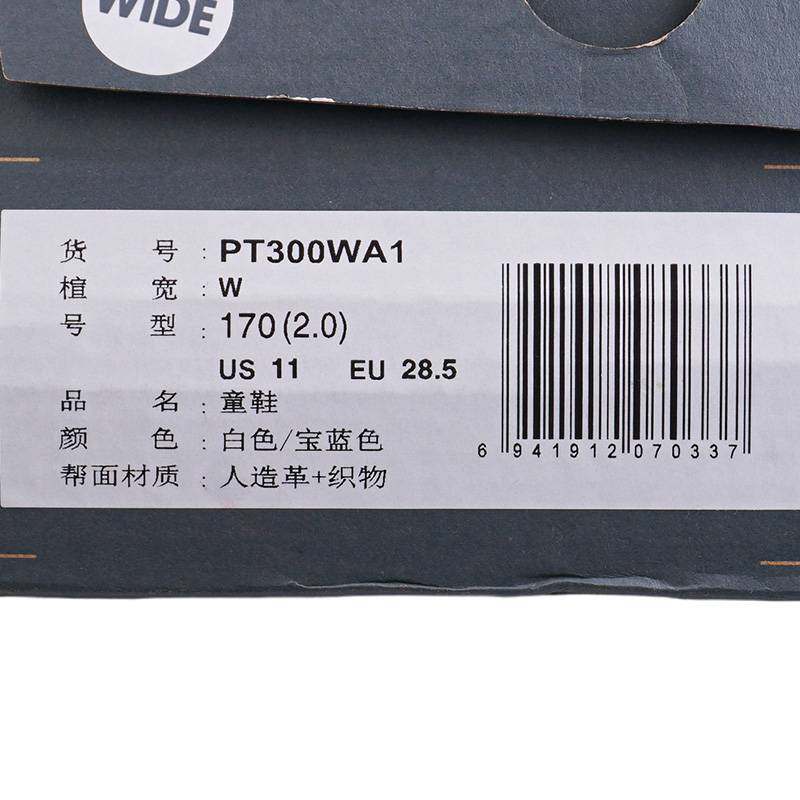 WIDE
货 号 : PT300WA1
楦 宽 : W
号 型 : 170(2.0)
US 11 EU 28.5
品 名 : 童鞋
颜 色 : 白色/宝蓝色
帮面材质 : 人造革+织物
6 941912 070337